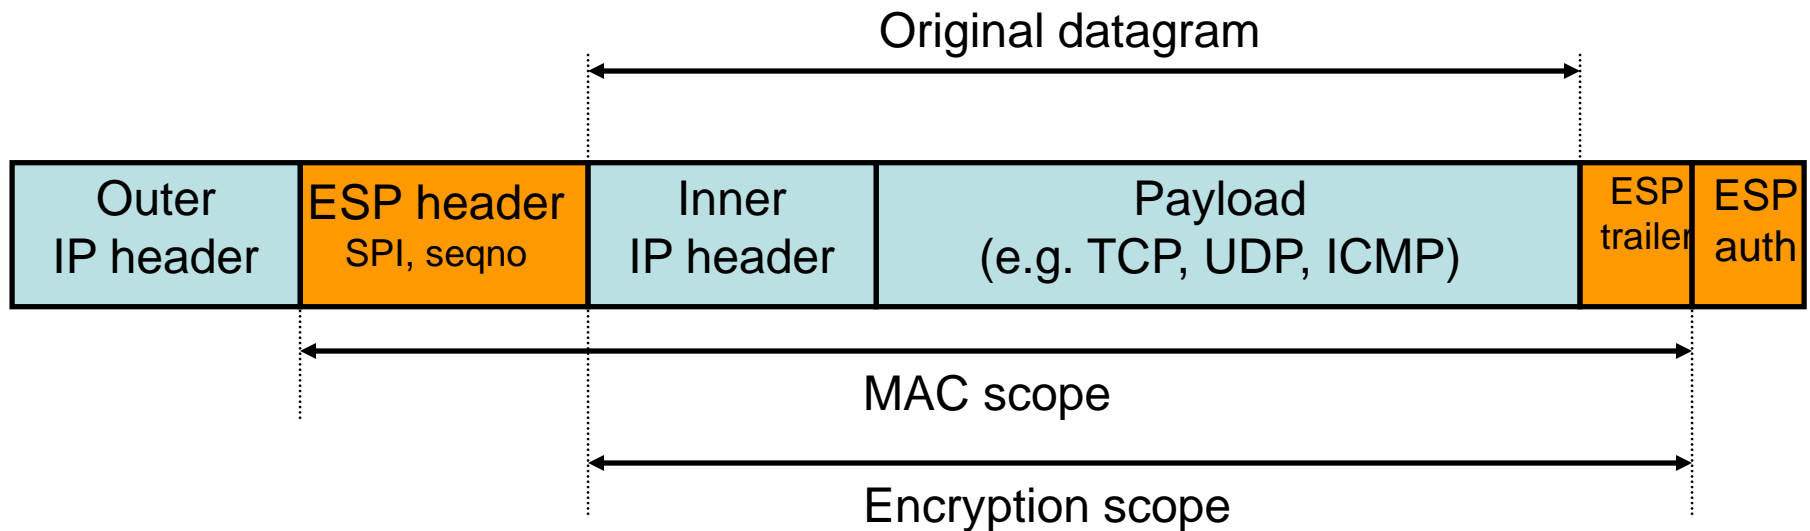 Original datagram
Outer
IP header
ESP header
SPI, seqno
Inner
IP header
Payload
(e.g. TCP, UDP, ICMP)
ESP
trailer
ESP
auth
MAC scope
Encryption scope